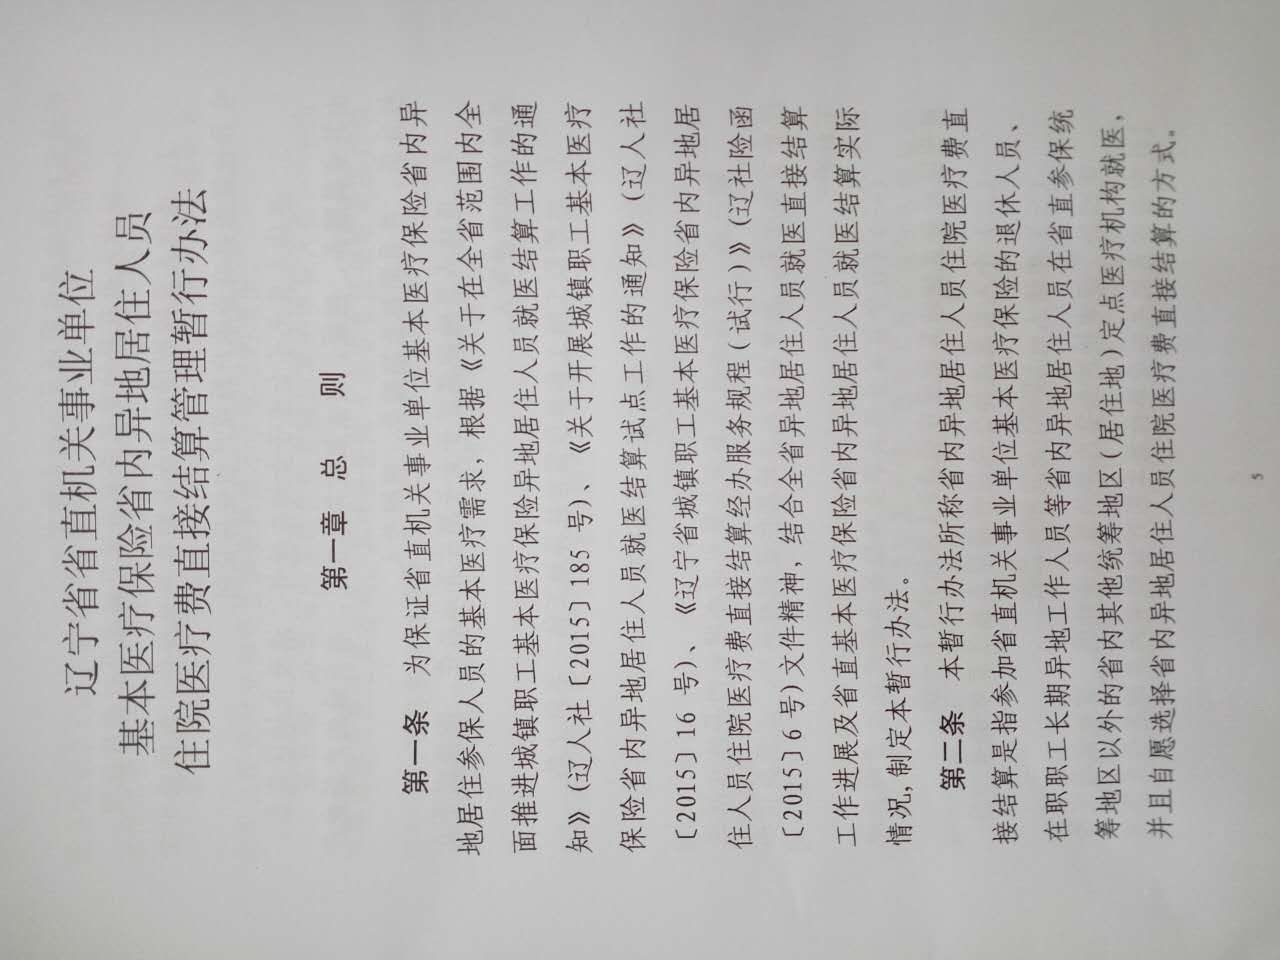 辽宁省省直机关事业单位
基本医疗保险省内异地居住人员
住院医疗费直接结算管理暂行办法
第一章 总 则
第一条 为保证省直机关事业单位基本医疗保险省内异
地居住参保人员的基本医疗需求，根据《关于在全省范围内全
面推进城镇职工基本医疗保险异地居住人员就医结算工作的通
知》（辽人社〔2015〕185 号）、《关于开展城镇职工基本医疗
保险省内异地居住人员就医结算试点工作的通知》（辽人社
〔2015〕16 号）、《辽宁省城镇职工基本医疗保险省内异地居
住人员住院医疗费直接结算经办服务规程（试行）》（辽社险函
〔2015〕6 号）文件精神，结合全省异地居住人员就医直接结算
工作进展及省直基本医疗保险省内异地居住人员就医结算实际
情况，制定本暂行办法。
第二条 本暂行办法所称省内异地居住人员住院医疗费直
接结算是指参加省直机关事业单位基本医疗保险的退休人员、
在职职工长期异地工作人员等省内异地居住人员在省直参保统
筹地区以外的省内其他统筹地区（居住地）定点医疗机构就医，
并且自愿选择省内异地居住人员住院医疗费直接结算的方式。
5